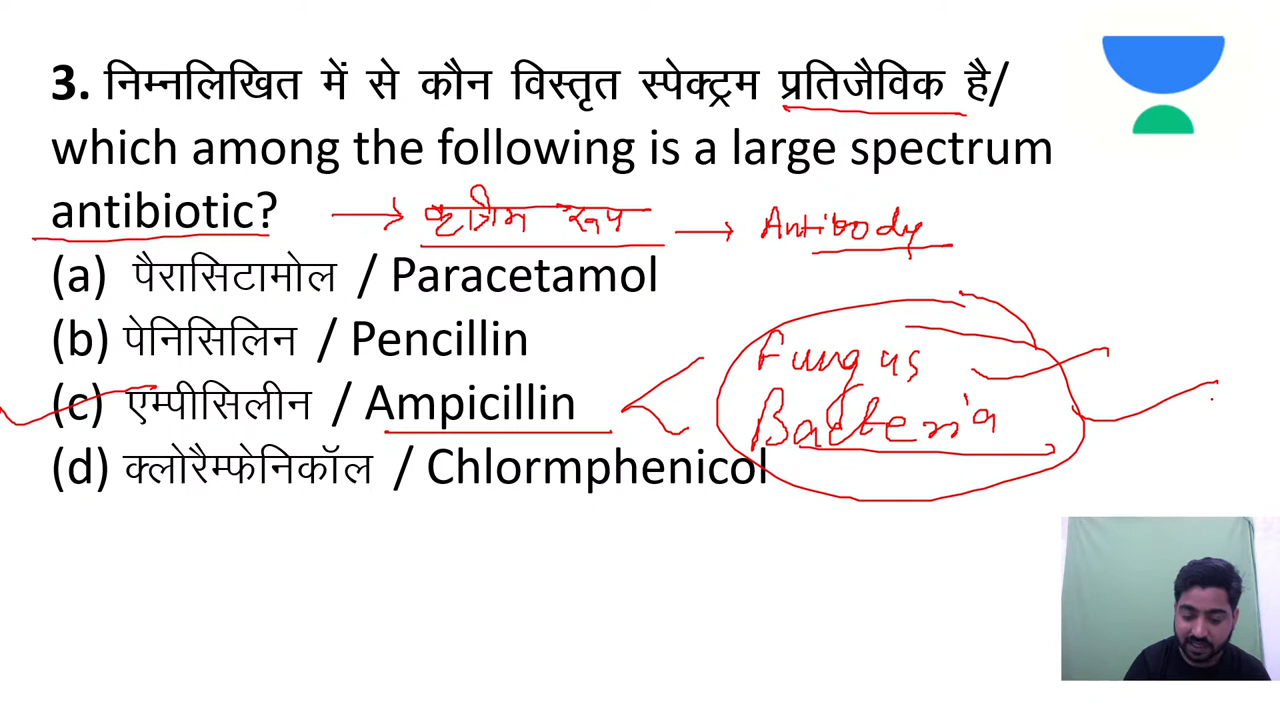 3. निम्नलिखित में से कौन विस्तृत स्पेक्ट्रम प्रतिजैविक है/
which among the following is a large spectrum
antibiotic? → कृत्रिम रूप → Antibody
(a) पैरासिटामोल / Paracetamol
(b) पेनिसिलिन / Pencillin
Fungus
(c) एम्पीसिलीन / Ampicillin
Bacteria
(d) क्लोरैम्फेनिकॉल / Chlormphenicol